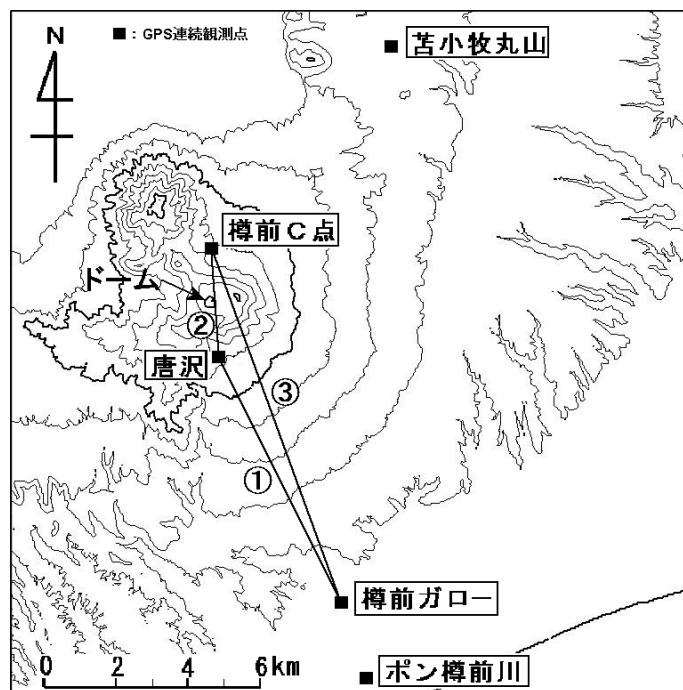 N
■：GPS連続観測点
苫小牧丸山
樽前C点
ドーム
②
唐沢
③
①
樽前ガロー
0 2 4 6km
ポン樽前川